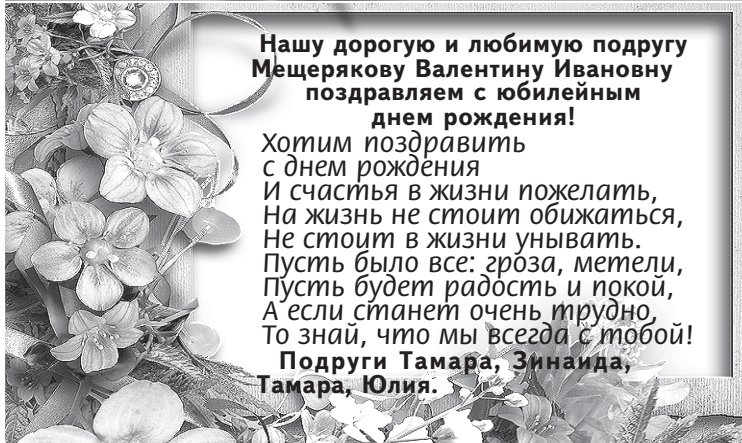 Нашу дорогую и любимую подругу
Мещерякову Валентину Ивановну
поздравляем с юбилейным
днем рождения!
Хотим поздравить
с днем рождения
И счастья в жизни пожелать,
На жизнь не стоит обижаться,
Не стоит в жизни унывать.
Пусть было все: гроза, метели,
Пусть будет радость и покой,
А если станет очень трудно,
То знай, что мы всегда с тобой!
Подруги Тамара, Зинаида,
Тамара, Юлия.